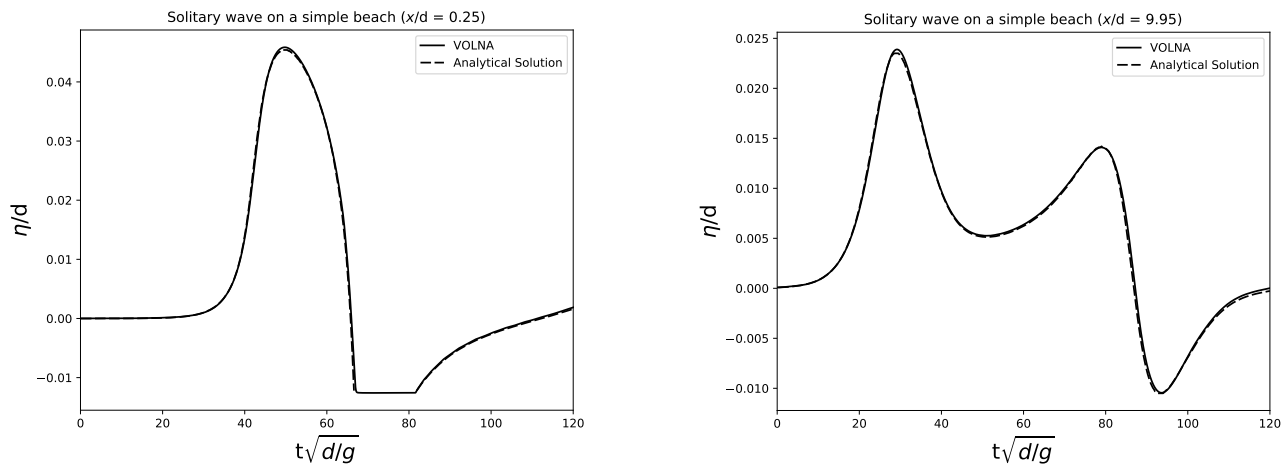 Solitary wave on a simple beach (x/d = 0.25)
VOLNA
Analytical Solution
0.04
0.03
0.02
0.01
0.00
−0.01
η/d
0 20 40 60 80 100 120
t√d/g
Solitary wave on a simple beach (x/d = 9.95)
VOLNA
Analytical Solution
0.025
0.020
0.015
0.010
0.005
0.000
−0.005
−0.010
η/d
0 20 40 60 80 100 120
t√d/g